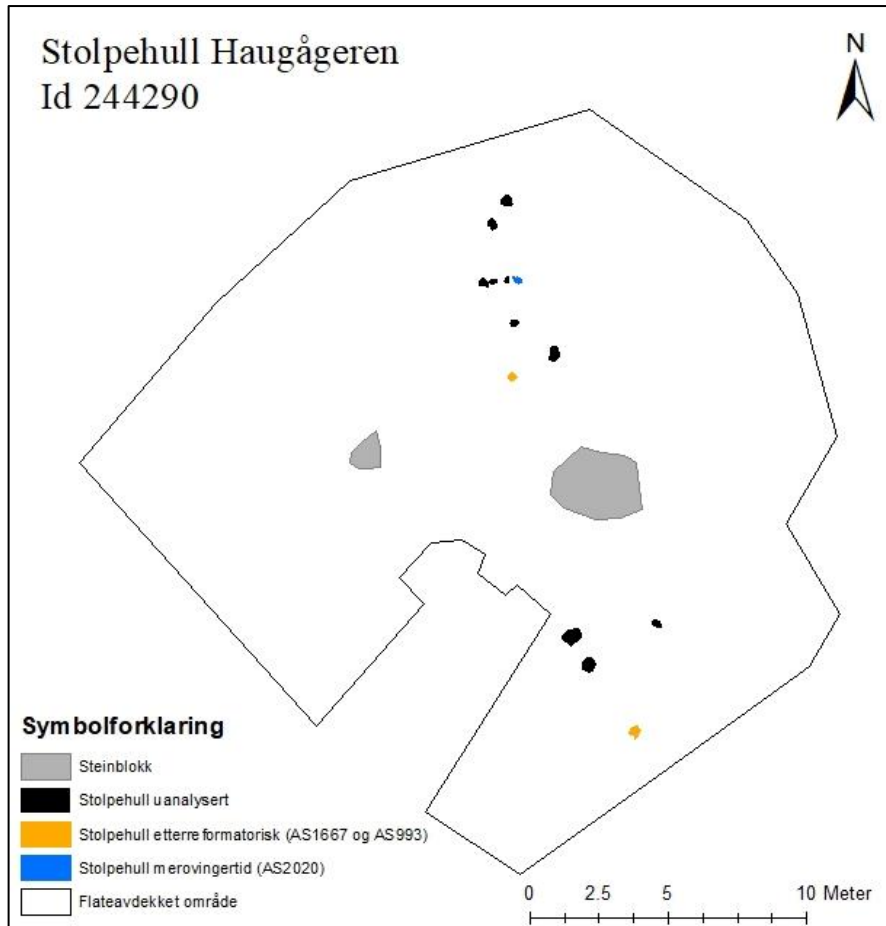 Stolpehull Haugågeren
Id 244290
N
Symbolforklaring
Steinblokk
Stolpehull uanalysert
Stolpehull etterreformatorisk (AS1667 og AS993)
Stolpehull merovingertid (AS2020)
Flateavdekket område
0 2.5 5 10 Meter